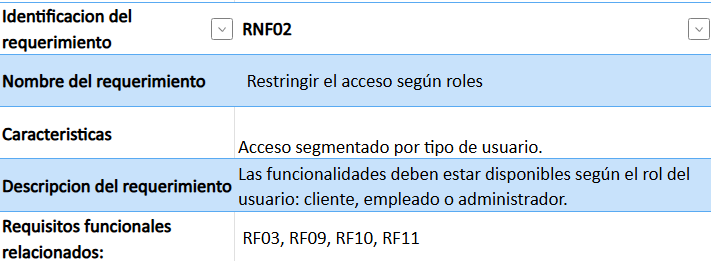 Identificacion del
requerimiento
RNF02
Nombre del requerimiento
Restringir el acceso según roles
Caracteristicas
Acceso segmentado por tipo de usuario.
Descripcion del requerimiento
Las funcionalidades deben estar disponibles según el rol del
usuario: cliente, empleado o administrador.
Requisitos funcionales
relacionados:
RF03, RF09, RF10, RF11